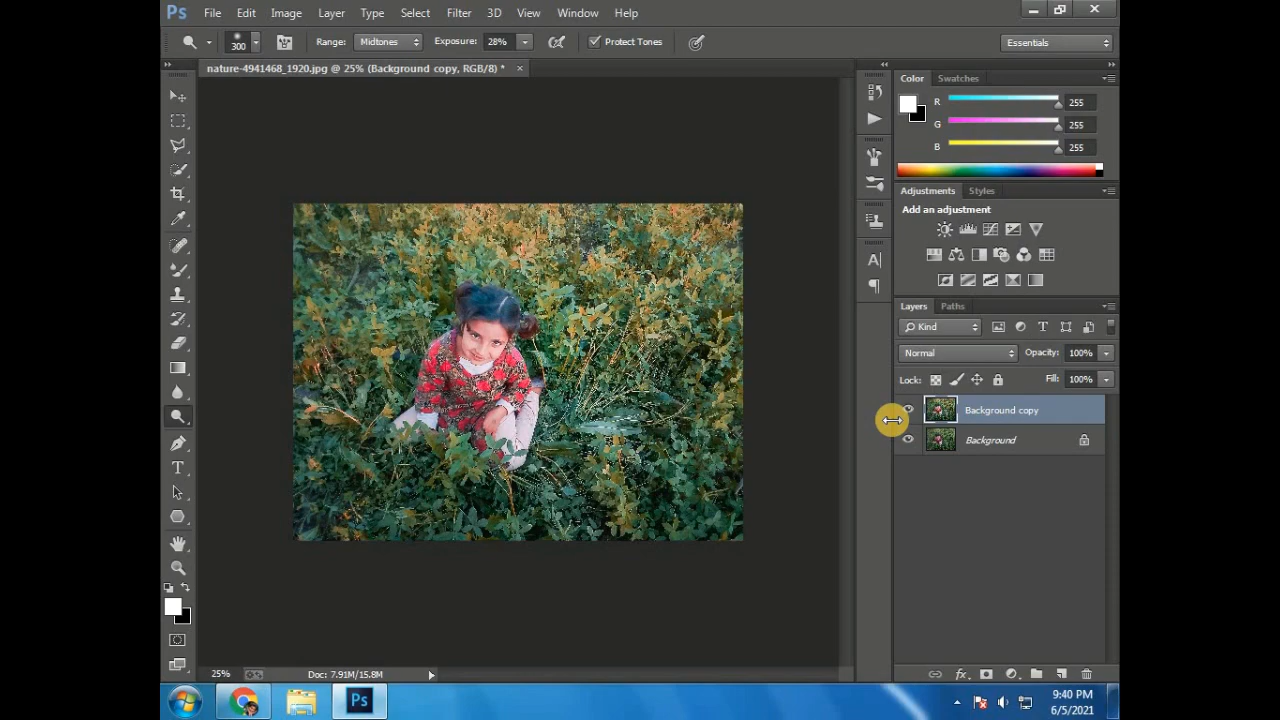 Ps File Edit Image Layer Type Select Filter 3D View Window Help
300 Range: Midtones Exposure: 28% Protect Tones Essentials
nature-4941468_1920.jpg @ 25% (Background copy, RGB/8) * ×
Color Swatches
R 255
G 255
B 255
Adjustments Styles
Add an adjustment
Layers Paths
Kind
Normal Opacity: 100%
Lock: Fill: 100%
Background copy
Background
25% Doc: 7.91M/15.8M
Ps 9:40 PM
6/5/2021